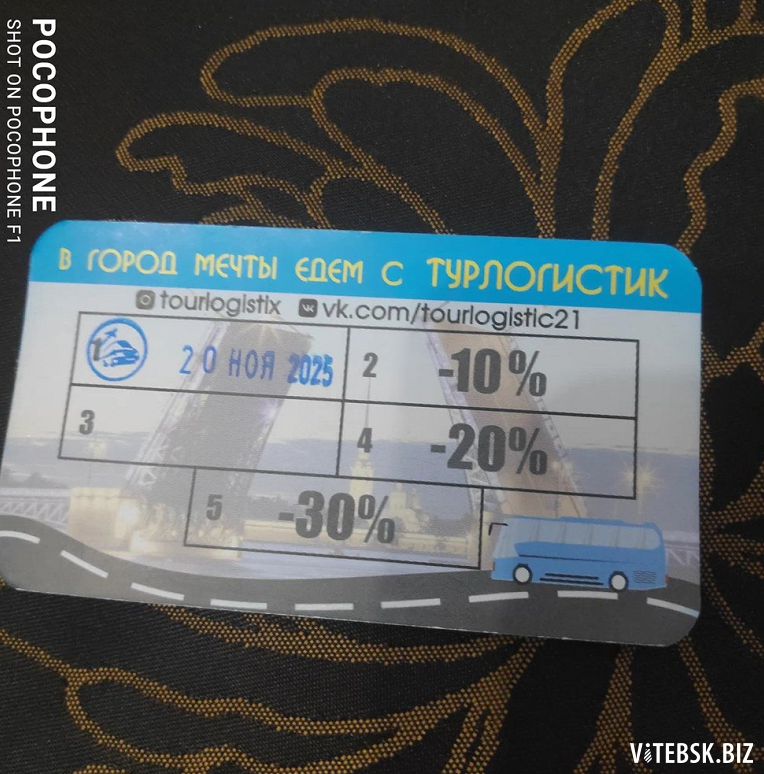 POCOPHONE
SHOT ON POCOPHONE F1
В ГОРОД МЕЧТЫ ЕДЕМ С ТУРЛОГИСТИК
tourlogistix vk.com/tourlogistic21
1 20 НОЯ 2025
2 -10%
3
4 -20%
5 -30%
VITEBSK.BIZ